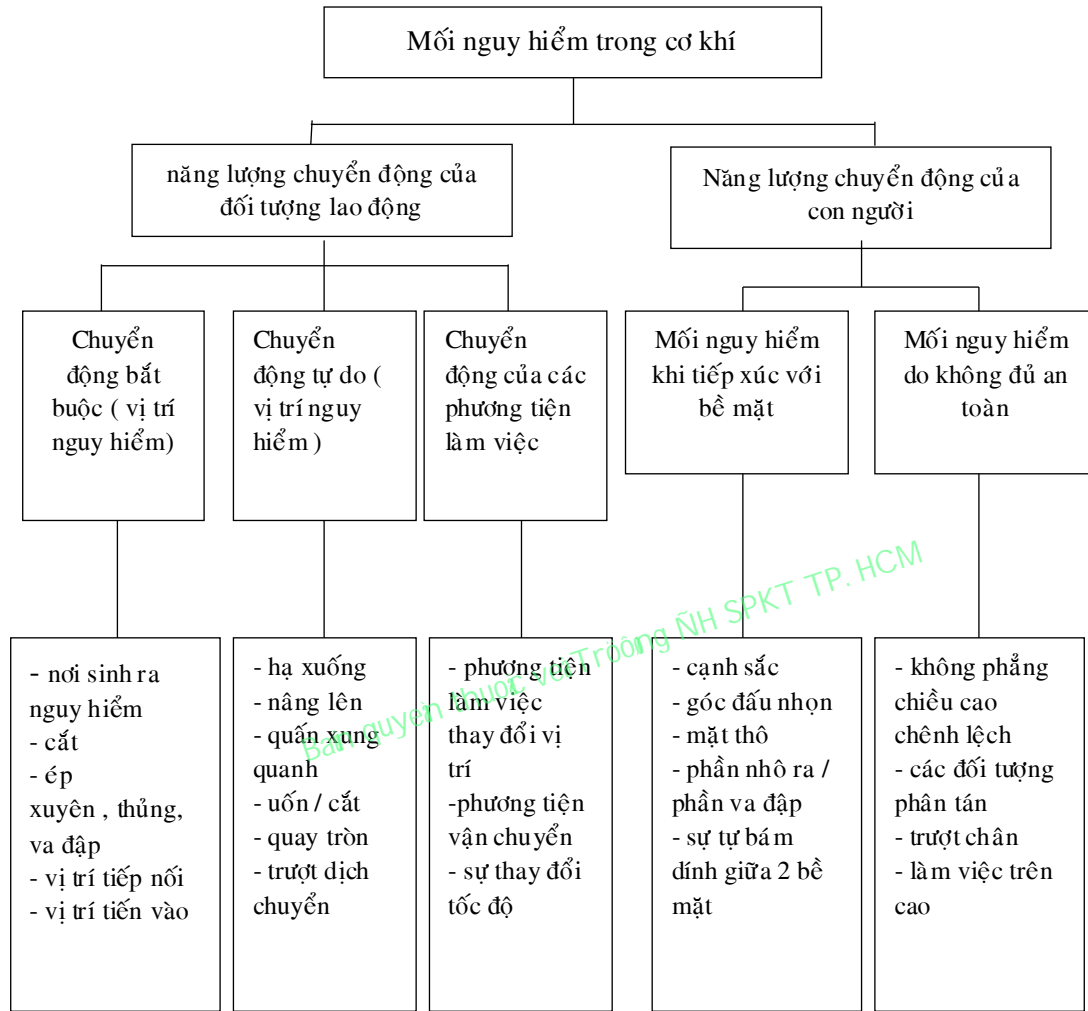 Mối nguy hiểm trong cơ khí
năng lượng chuyển động của
đối tượng lao động
Năng lượng chuyển động của
con người
Chuyển
động bắt
buộc ( vị trí
nguy hiểm)
Chuyển
động tự do (
vị trí nguy
hiểm )
Chuyển
động của các
phương tiện
làm việc
Mối nguy hiểm
khi tiếp xúc với
bề mặt
Mối nguy hiểm
do không đủ an
toàn
- nơi sinh ra
nguy hiểm
- cắt
- ép
xuyên , thủng,
va đập
- vị trí tiếp nối
- vị trí tiến vào
- hạ xuống
- nâng lên
- quấn xung
quanh
- uốn / cắt
- quay tròn
- trượt dịch
chuyển
- phương tiện
làm việc
thay đổi vị
trí
-phương tiện
vận chuyển
- sự thay đổi
tốc độ
- cạnh sắc
- góc đấu nhọn
- mặt thô
- phần nhô ra /
phần va đập
- sự tự bám
dính giữa 2 bề
mặt
- không phẳng
chiều cao
chênh lệch
- các đối tượng
phân tán
- trượt chân
- làm việc trên
cao
ÑH SPKT TP. HCM